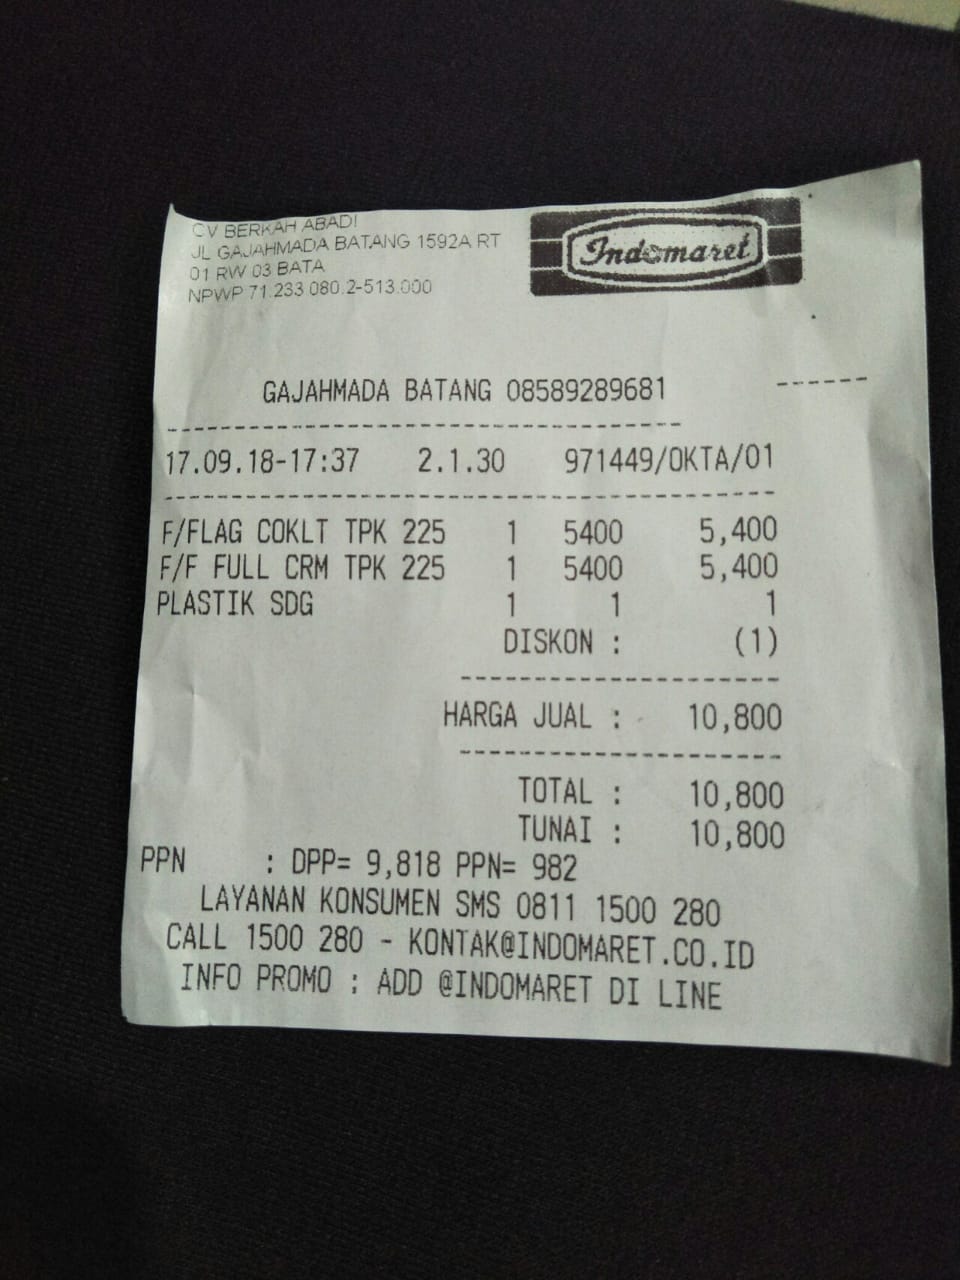 CV BERKAH ABADI
JL GAJAHMADA BATANG 1592A RT
01 RW 03 BATA
NPWP 71.233.080.2-513.000
Indomaret
GAJAHMADA BATANG 08589289681
17.09.18-17:37 2.1.30 971449/OKTA/01
F/FLAG COKLT TPK 225 1 5400 5,400
F/F FULL CRM TPK 225 1 5400 5,400
PLASTIK SDG 1 1 1
DISKON : (1)
HARGA JUAL : 10,800
TOTAL : 10,800
TUNAI : 10,800
PPN : DPP= 9,818 PPN= 982
LAYANAN KONSUMEN SMS 0811 1500 280
CALL 1500 280 - KONTAK@INDOMARET.CO.ID
INFO PROMO : ADD @INDOMARET DI LINE